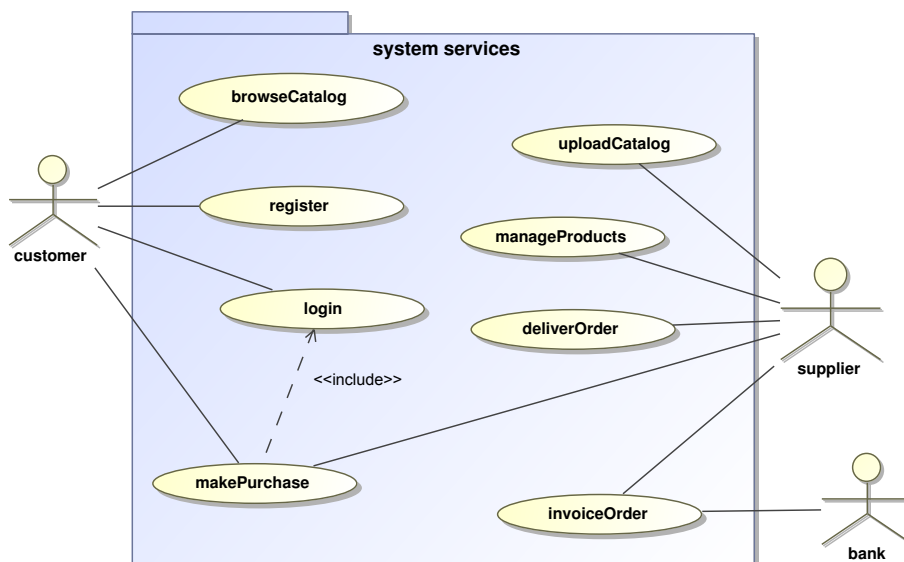 system services
browseCatalog
uploadCatalog
register
manageProducts
customer
login
deliverOrder
supplier
<<include>>
makePurchase
invoiceOrder
bank